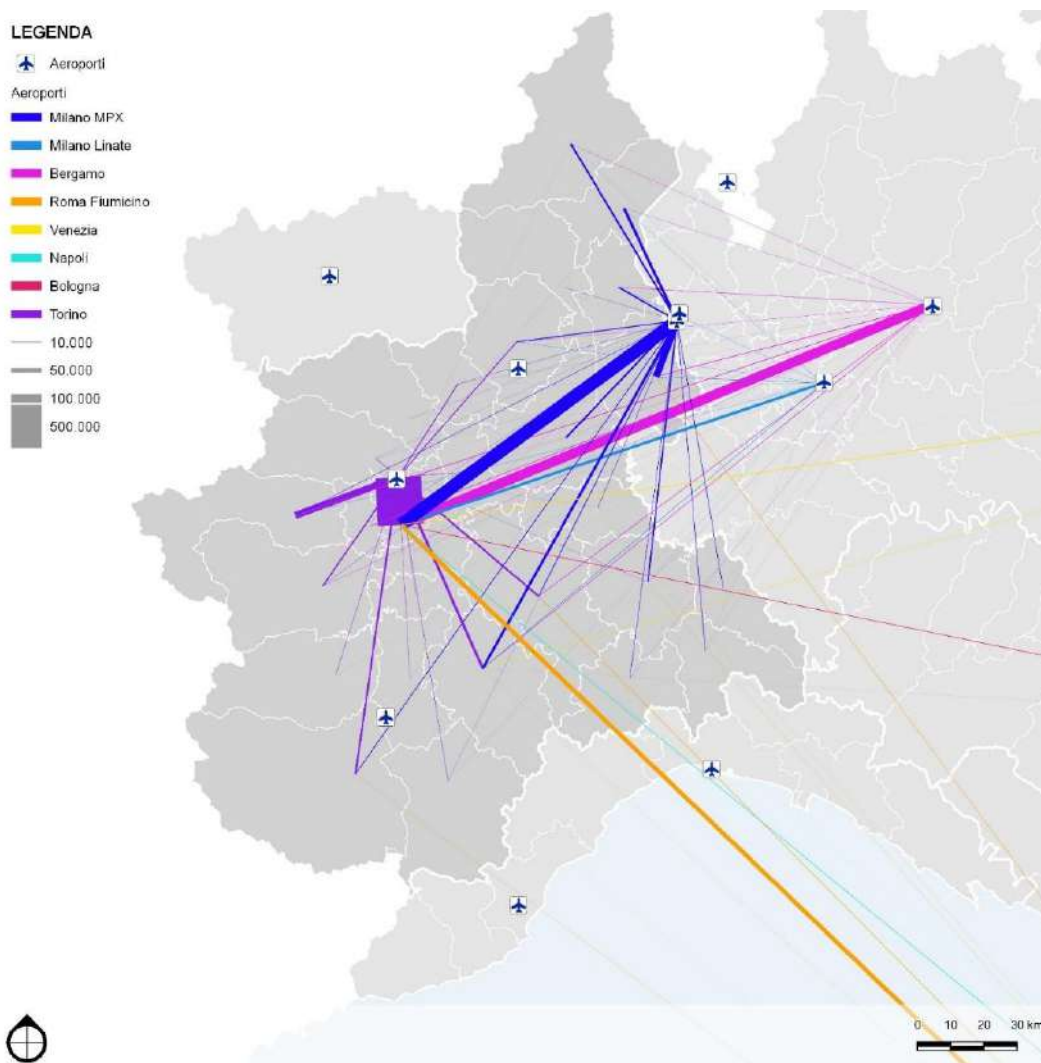 LEGENDA
Aeroporti
Aeroporti
Milano MPX
Milano Linate
Bergamo
Roma Fiumicino
Venezia
Napoli
Bologna
Torino
10.000
50.000
100.000
500.000
0 10 20 30 km